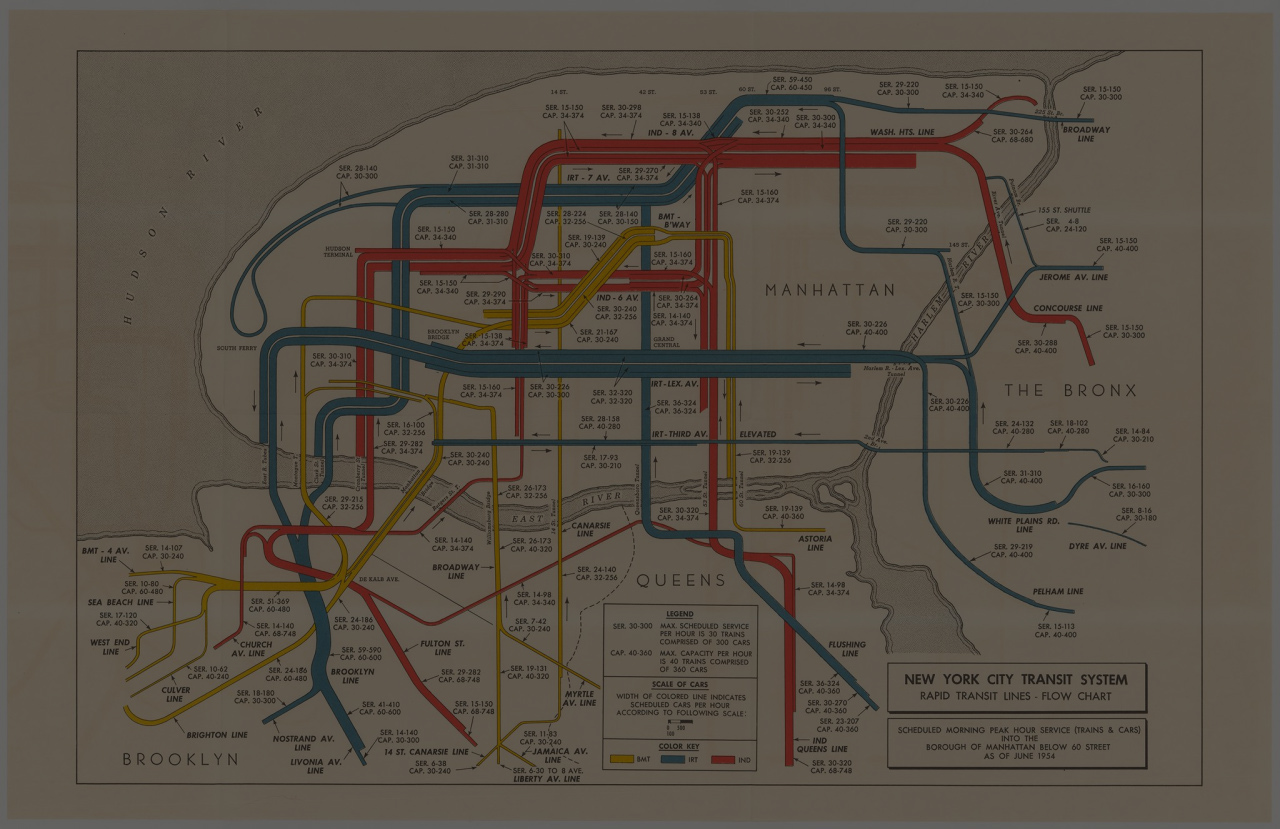 HUDSON RIVER
14 ST.
42 ST.
53 ST.
60 ST.
96 ST.
SER. 59-450
CAP. 60-450
SER. 29-220
CAP. 30-300
SER. 15-150
CAP. 34-340
SER. 15-150
CAP. 30-300
225 St. Br.
BROADWAY
LINE
SER. 15-150
CAP. 34-374
SER. 30-298
CAP. 34-374
SER. 15-138
CAP. 34-340
IND - 8 AV.
SER. 30-252
CAP. 34-340
SER. 30-300
CAP. 34-340
WASH. HTS. LINE
SER. 30-264
CAP. 68-680
SER. 28-140
CAP. 30-300
SER. 31-310
CAP. 31-310
IRT - 7 AV.
SER. 29-270
CAP. 34-374
SER. 15-160
CAP. 34-374
SER. 28-280
CAP. 31-310
SER. 28-224
CAP. 32-256
SER. 28-140
CAP. 30-150
BMT -
B'WAY
155 ST. SHUTTLE
SER. 4-8
CAP. 24-120
SER. 29-220
CAP. 30-300
149 ST.
SER. 15-150
CAP. 34-340
SER. 19-139
CAP. 30-240
HUDSON
TERMINAL
SER. 30-310
CAP. 34-374
SER. 15-160
CAP. 34-374
SER. 15-150
CAP. 40-400
JEROME AV. LINE
SER. 15-150
CAP. 34-340
SER. 29-290
CAP. 34-374
IND - 6 AV.
SER. 30-264
CAP. 34-374
MANHATTAN
HARLEM RIVER
SER. 15-150
CAP. 30-300
CONCOURSE LINE
SER. 30-240
CAP. 32-256
SER. 14-140
CAP. 34-374
SER. 30-226
CAP. 40-400
SER. 15-150
CAP. 30-300
SER. 30-288
CAP. 40-400
BROOKLYN
BRIDGE
SER. 15-138
CAP. 34-374
SER. 21-167
CAP. 30-240
GRAND
CENTRAL
SOUTH FERRY
SER. 30-310
CAP. 34-374
Harlem R. - Lex. Ave.
Tunnel
THE BRONX
SER. 15-160
CAP. 34-374
SER. 30-226
CAP. 30-300
SER. 32-320
CAP. 32-320
IRT-LEX. AV.
SER. 36-324
CAP. 36-324
SER. 30-226
CAP. 40-400
SER. 16-100
CAP. 32-256
SER. 28-158
CAP. 40-280
IRT-THIRD AV.
ELEVATED
2nd Ave.
Br.
SER. 24-132
CAP. 40-280
SER. 18-102
CAP. 40-280
SER. 14-84
CAP. 30-210
SER. 29-282
CAP. 34-374
SER. 30-240
CAP. 30-240
SER. 17-93
CAP. 30-210
SER. 19-139
CAP. 32-256
SER. 31-310
CAP. 40-400
SER. 16-160
CAP. 30-300
Williamsburg Bridge
14 St. Tunnel
Queensboro Tunnel
53 St. Tunnel
60 St. Tunnel
SER. 29-215
CAP. 32-256
SER. 26-173
CAP. 32-256
EAST RIVER
SER. 30-320
CAP. 34-374
SER. 19-139
CAP. 40-360
SER. 8-16
CAP. 30-180
WHITE PLAINS RD.
LINE
DYRE AV. LINE
CANARSIE
LINE
ASTORIA
LINE
BMT - 4 AV.
LINE
SER. 14-107
CAP. 30-240
SER. 14-140
CAP. 34-374
SER. 26-173
CAP. 40-320
SER. 29-219
CAP. 40-400
BROADWAY
LINE
SER. 24-140
CAP. 32-256
QUEENS
DE KALB AVE.
SER. 10-80
CAP. 60-480
SEA BEACH LINE
SER. 51-369
CAP. 60-480
SER. 14-98
CAP. 34-340
SER. 14-98
CAP. 34-374
PELHAM LINE
SER. 17-120
CAP. 40-320
SER. 14-140
CAP. 68-748
SER. 24-186
CAP. 30-240
SER. 7-42
CAP. 30-240
SER. 15-113
CAP. 40-400
WEST END
LINE
CHURCH
AV. LINE
FULTON ST.
LINE
SER. 59-590
CAP. 60-600
FLUSHING
LINE
SER. 10-62
CAP. 40-240
SER. 24-186
CAP. 60-480
BROOKLYN
LINE
SER. 29-282
CAP. 68-748
SER. 19-131
CAP. 40-320
CULVER
LINE
SER. 18-180
CAP. 30-300
MYRTLE
AV. LINE
SER. 36-324
CAP. 40-360
SER. 41-410
CAP. 60-600
SER. 15-150
CAP. 68-748
SER. 30-270
CAP. 40-360
BRIGHTON LINE
NOSTRAND AV.
LINE
SER. 14-140
CAP. 30-300
SER. 11-83
CAP. 30-240
SER. 23-207
CAP. 40-360
IND
QUEENS LINE
BROOKLYN
LIVONIA AV.
LINE
14 ST. CANARSIE LINE
JAMAICA AV.
LINE
SER. 6-38
CAP. 30-240
SER. 6-30 TO 8 AVE.
LIBERTY AV. LINE
SER. 30-320
CAP. 68-748
LEGEND
SER. 30-300 MAX. SCHEDULED SERVICE
PER HOUR IS 30 TRAINS
COMPRISED OF 300 CARS
CAP. 40-360 MAX. CAPACITY PER HOUR
IS 40 TRAINS COMPRISED
OF 360 CARS
SCALE OF CARS
WIDTH OF COLORED LINE INDICATES
SCHEDULED CARS PER HOUR
ACCORDING TO FOLLOWING SCALE:
COLOR KEY
BMT IRT IND
NEW YORK CITY TRANSIT SYSTEM
RAPID TRANSIT LINES - FLOW CHART
SCHEDULED MORNING PEAK HOUR SERVICE (TRAINS & CARS)
INTO THE
BOROUGH OF MANHATTAN BELOW 60 STREET
AS OF JUNE 1954